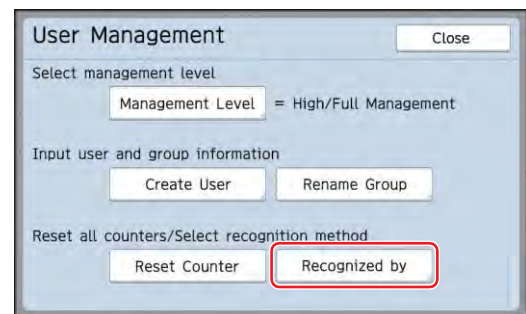 User Management
Close
Select management level
Management Level = High/Full Management
Input user and group information
Create User Rename Group
Reset all counters/Select recognition method
Reset Counter Recognized by